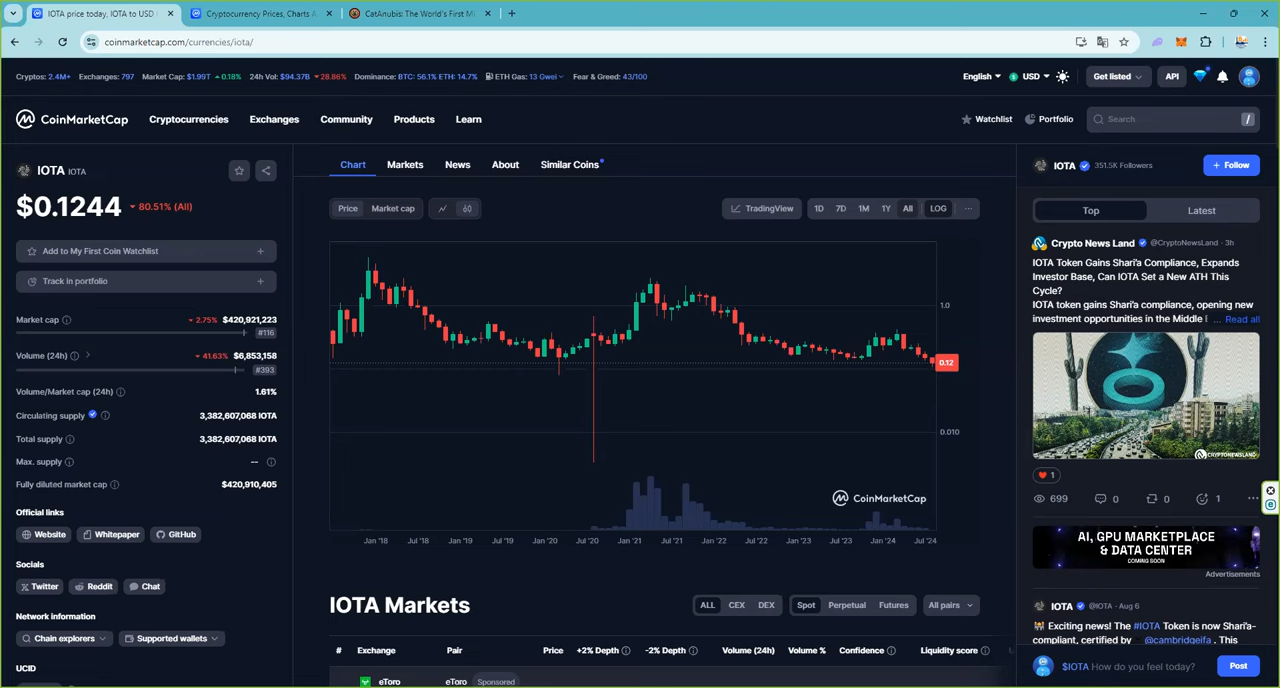 IOTA price today, IOTA to USD
Cryptocurrency Prices, Charts A
CatAnubis: The World's First Mi
coinmarketcap.com/currencies/iota/
Cryptos: 2.4M+ Exchanges: 797 Market Cap: $1.99T 0.18% 24h Vol: $94.37B 28.86% Dominance: BTC: 56.1% ETH: 14.7% ETH Gas: 13 Gwei Fear & Greed: 43/100
English USD Get listed API
CoinMarketCap Cryptocurrencies Exchanges Community Products Learn
Watchlist Portfolio Search /
IOTA IOTA
$0.1244 80.51% (All)
Add to My First Coin Watchlist +
Track in portfolio +
Market cap 2.75% $420,921,223
#116
Volume (24h) 41.63% $6,853,158
#393
Volume/Market cap (24h) 1.61%
Circulating supply 3,382,607,068 IOTA
Total supply 3,382,607,068 IOTA
Max. supply --
Fully diluted market cap $420,910,405
Official links
Website Whitepaper GitHub
Socials
Twitter Reddit Chat
Network information
Chain explorers Supported wallets
UCID
Chart Markets News About Similar Coins
Price Market cap
TradingView 1D 7D 1M 1Y All LOG ...
1.0
0.12
0.010
CoinMarketCap
Jan '18 Jul '18 Jan '19 Jul '19 Jan '20 Jul '20 Jan '21 Jul '21 Jan '22 Jul '22 Jan '23 Jul '23 Jan '24 Jul '24
IOTA Markets
ALL CEX DEX Spot Perpetual Futures All pairs
# Exchange Pair Price +2% Depth -2% Depth Volume (24h) Volume % Confidence Liquidity score
eToro eToro Sponsored
IOTA 351.5K Followers + Follow
Top Latest
Crypto News Land @CryptoNewsLand · 3h
IOTA Token Gains Shari'a Compliance, Expands
Investor Base, Can IOTA Set a New ATH This
Cycle?
IOTA token gains Shari'a compliance, opening new
investment opportunities in the Middle E ... Read all
CRYPTONEWSLAND
1
699 0 0 1 ...
AI, GPU MARKETPLACE
& DATA CENTER
COMING SOON
Advertisements
IOTA @IOTA · Aug 6
Exciting news! The #IOTA Token is now Shari'a-
compliant, certified by @cambridgeifa . This
$IOTA How do you feel today? Post